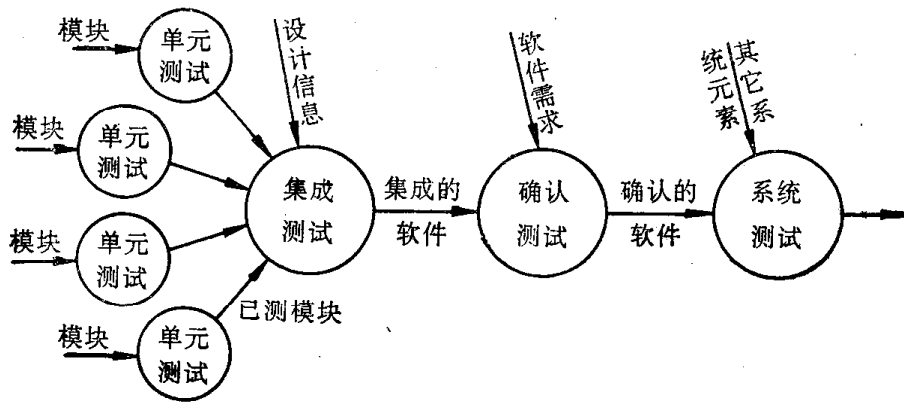 模块
单元
测试
模块
单元
测试
模块
单元
测试
模块
单元
测试
已测模块
设计信息
集成
测试
集成的
软件
软件需求
确认
测试
确认的
软件
其它系
统元素
系统
测试